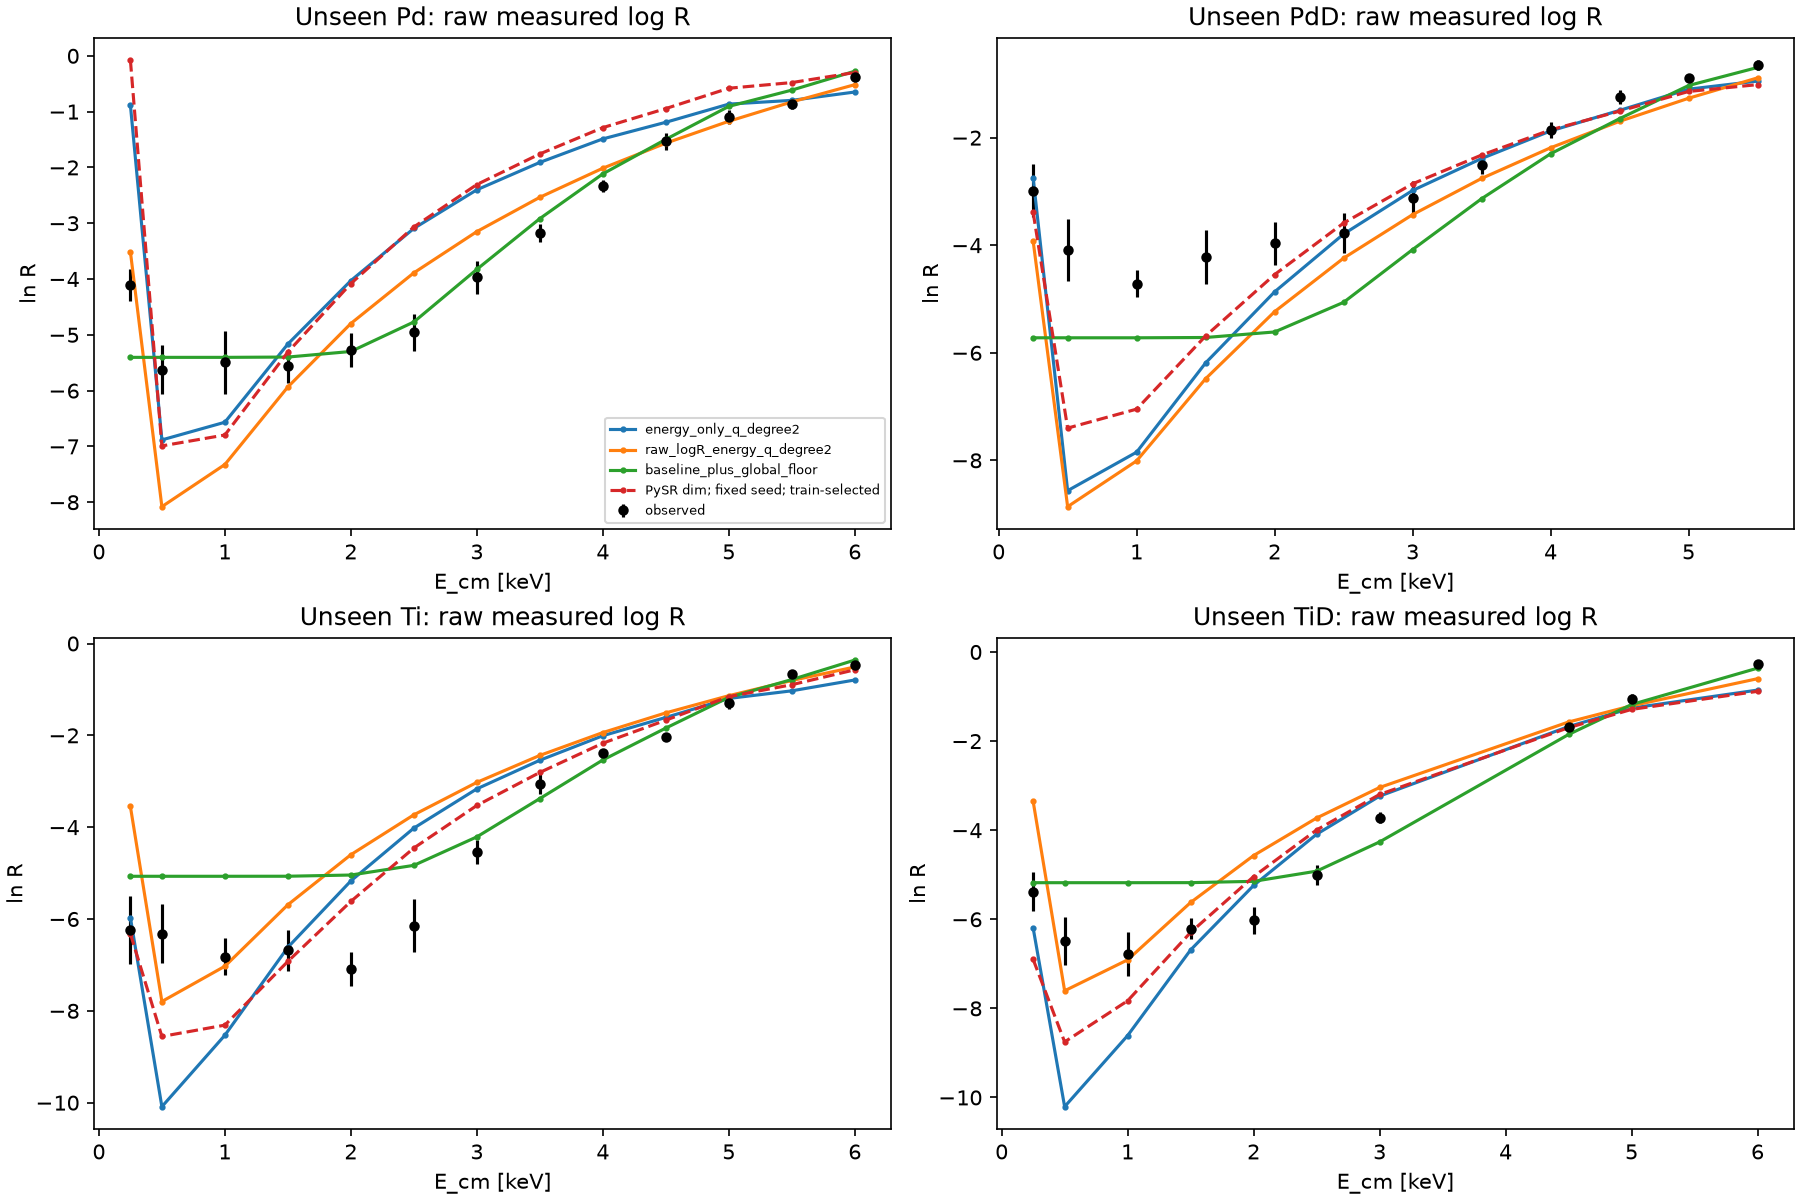 Unseen Pd: raw measured log R
0
−1
−2
−3
−4
−5
−6
−7
−8
ln R
energy_only_q_degree2
raw_logR_energy_q_degree2
baseline_plus_global_floor
PySR dim; fixed seed; train-selected
observed
0 1 2 3 4 5 6
E_cm [keV]
Unseen PdD: raw measured log R
−2
−4
−6
−8
ln R
0 1 2 3 4 5
E_cm [keV]
Unseen Ti: raw measured log R
0
−2
−4
−6
−8
−10
ln R
0 1 2 3 4 5 6
E_cm [keV]
Unseen TiD: raw measured log R
0
−2
−4
−6
−8
−10
ln R
0 1 2 3 4 5 6
E_cm [keV]